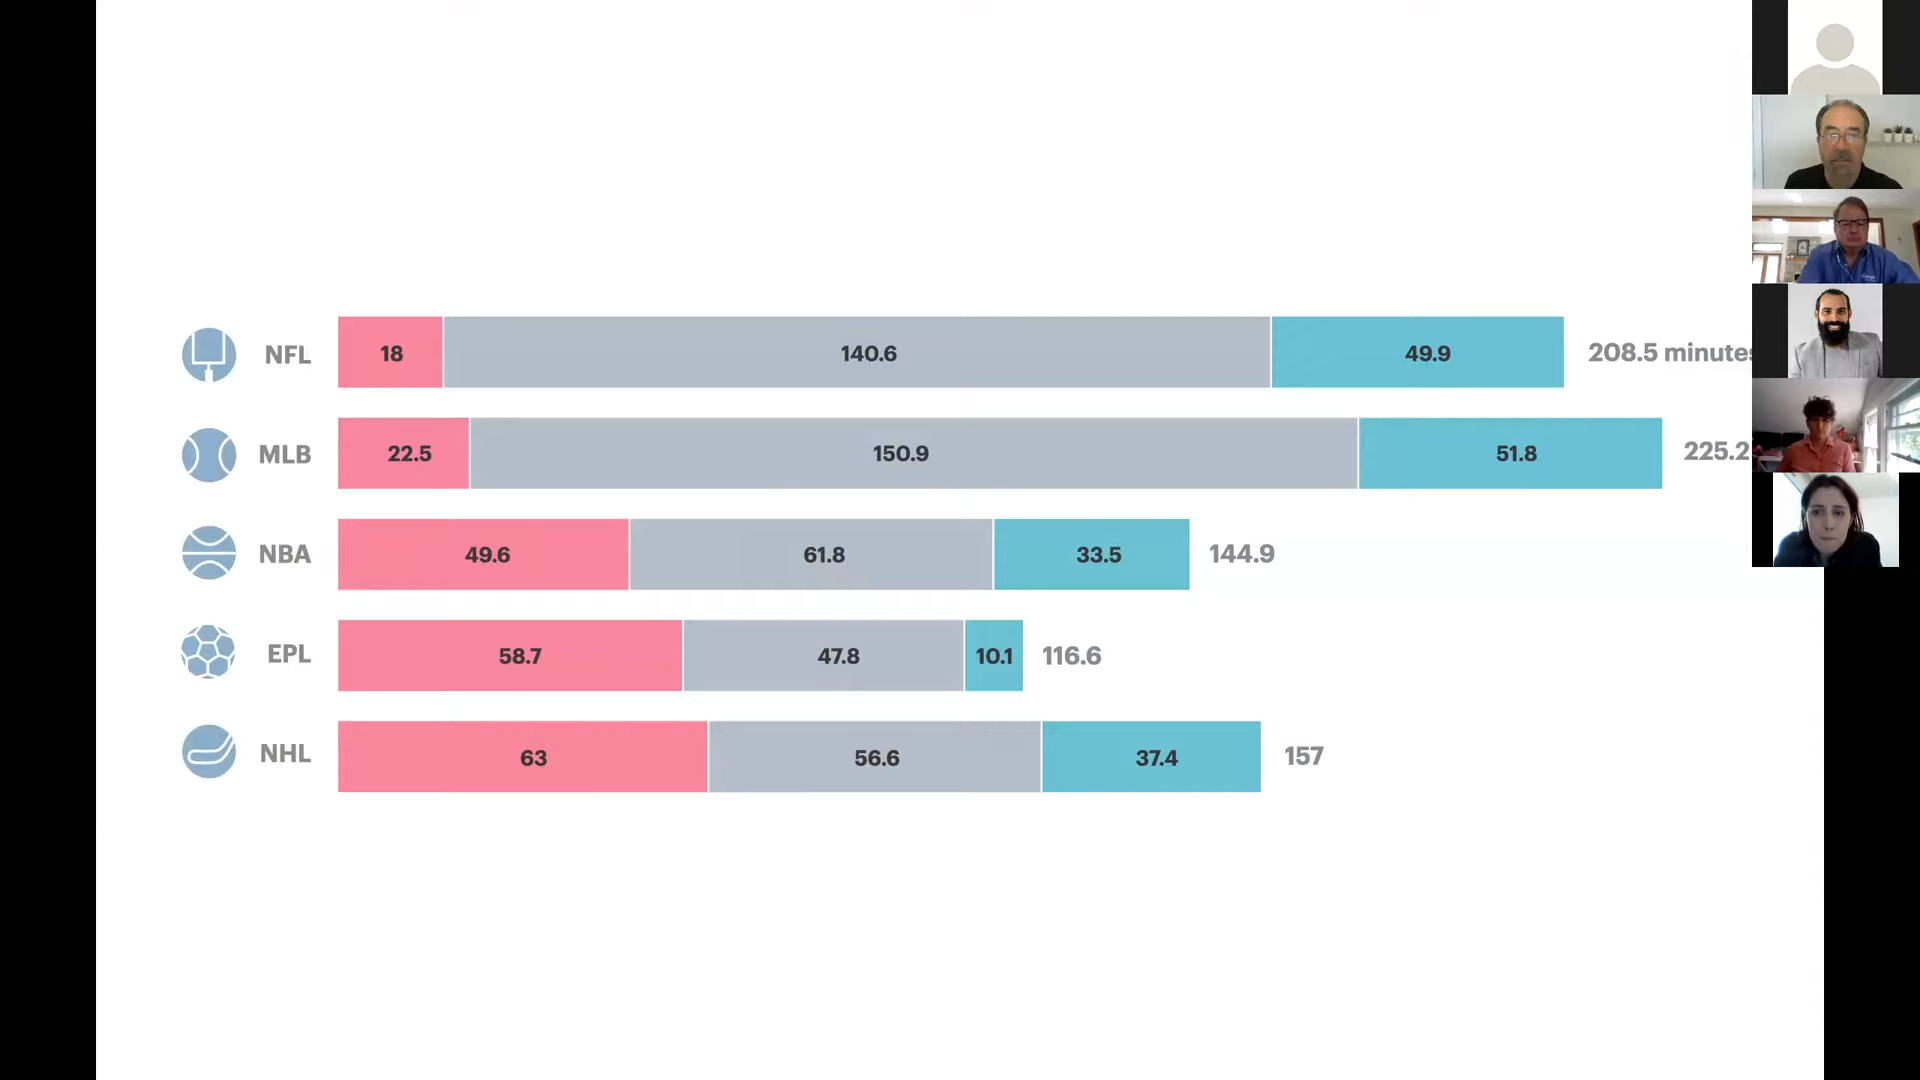 NFL 18 140.6 49.9 208.5 minutes
MLB 22.5 150.9 51.8 225.2
NBA 49.6 61.8 33.5 144.9
EPL 58.7 47.8 10.1 116.6
NHL 63 56.6 37.4 157